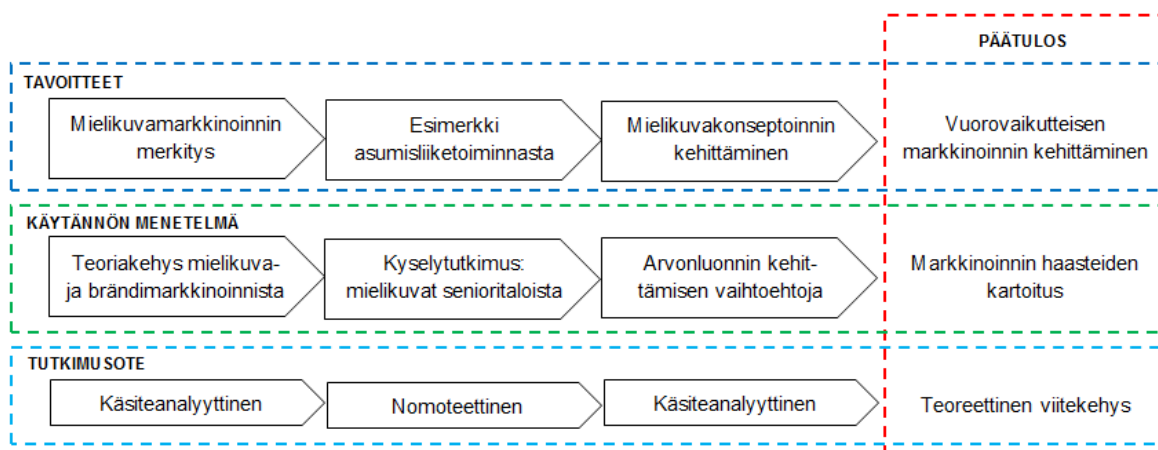 PÄÄTULOS
TAVOITTEET
Mielikuvamarkkinoinnin
merkitys
Esimerkki
asumisliiketoiminnasta
Mielikuvakonseptoinnin
kehittäminen
Vuorovaikutteisen
markkinoinnin kehittäminen
KÄYTÄNNÖN MENETELMÄ
Teoriakehys mielikuva-
ja brändimarkkinoinnista
Kyselytutkimus:
mielikuvat senioritaloista
Arvonluonnin kehit-
tämisen vaihtoehtoja
Markkinoinnin haasteiden
kartoitus
TUTKIMUSOTE
Käsiteanalyyttinen
Nomoteettinen
Käsiteanalyyttinen
Teoreettinen viitekehys